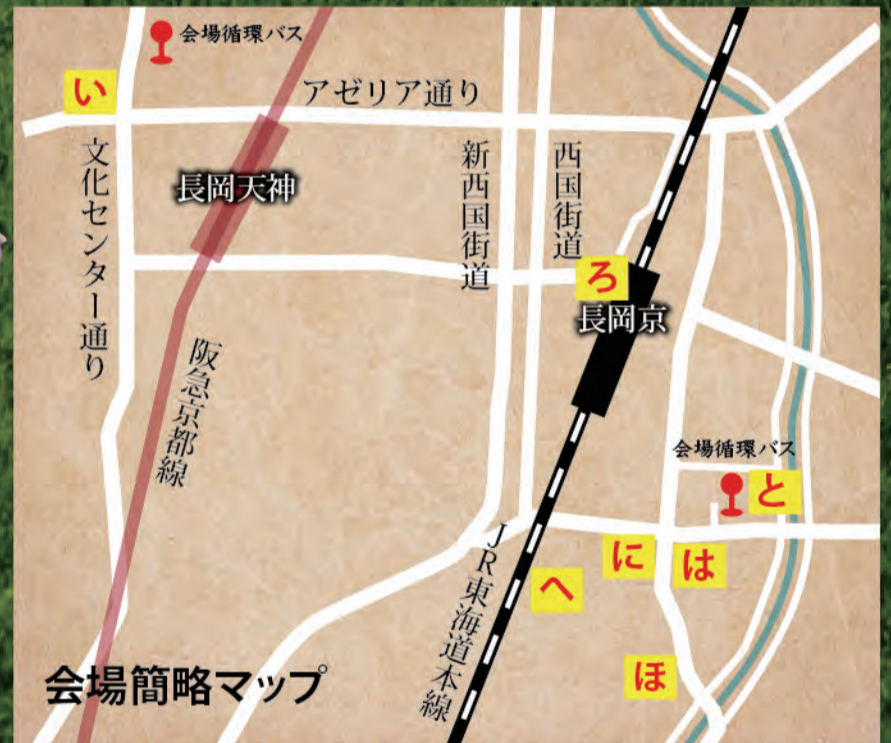 会場循環バス
い
アゼリア通り
長岡天神
文化センター通り
新西国街道
西国街道
ろ
長岡京
阪急京都線
会場循環バス
と
に
は
へ
JR東海道本線
ほ
会場簡略マップ